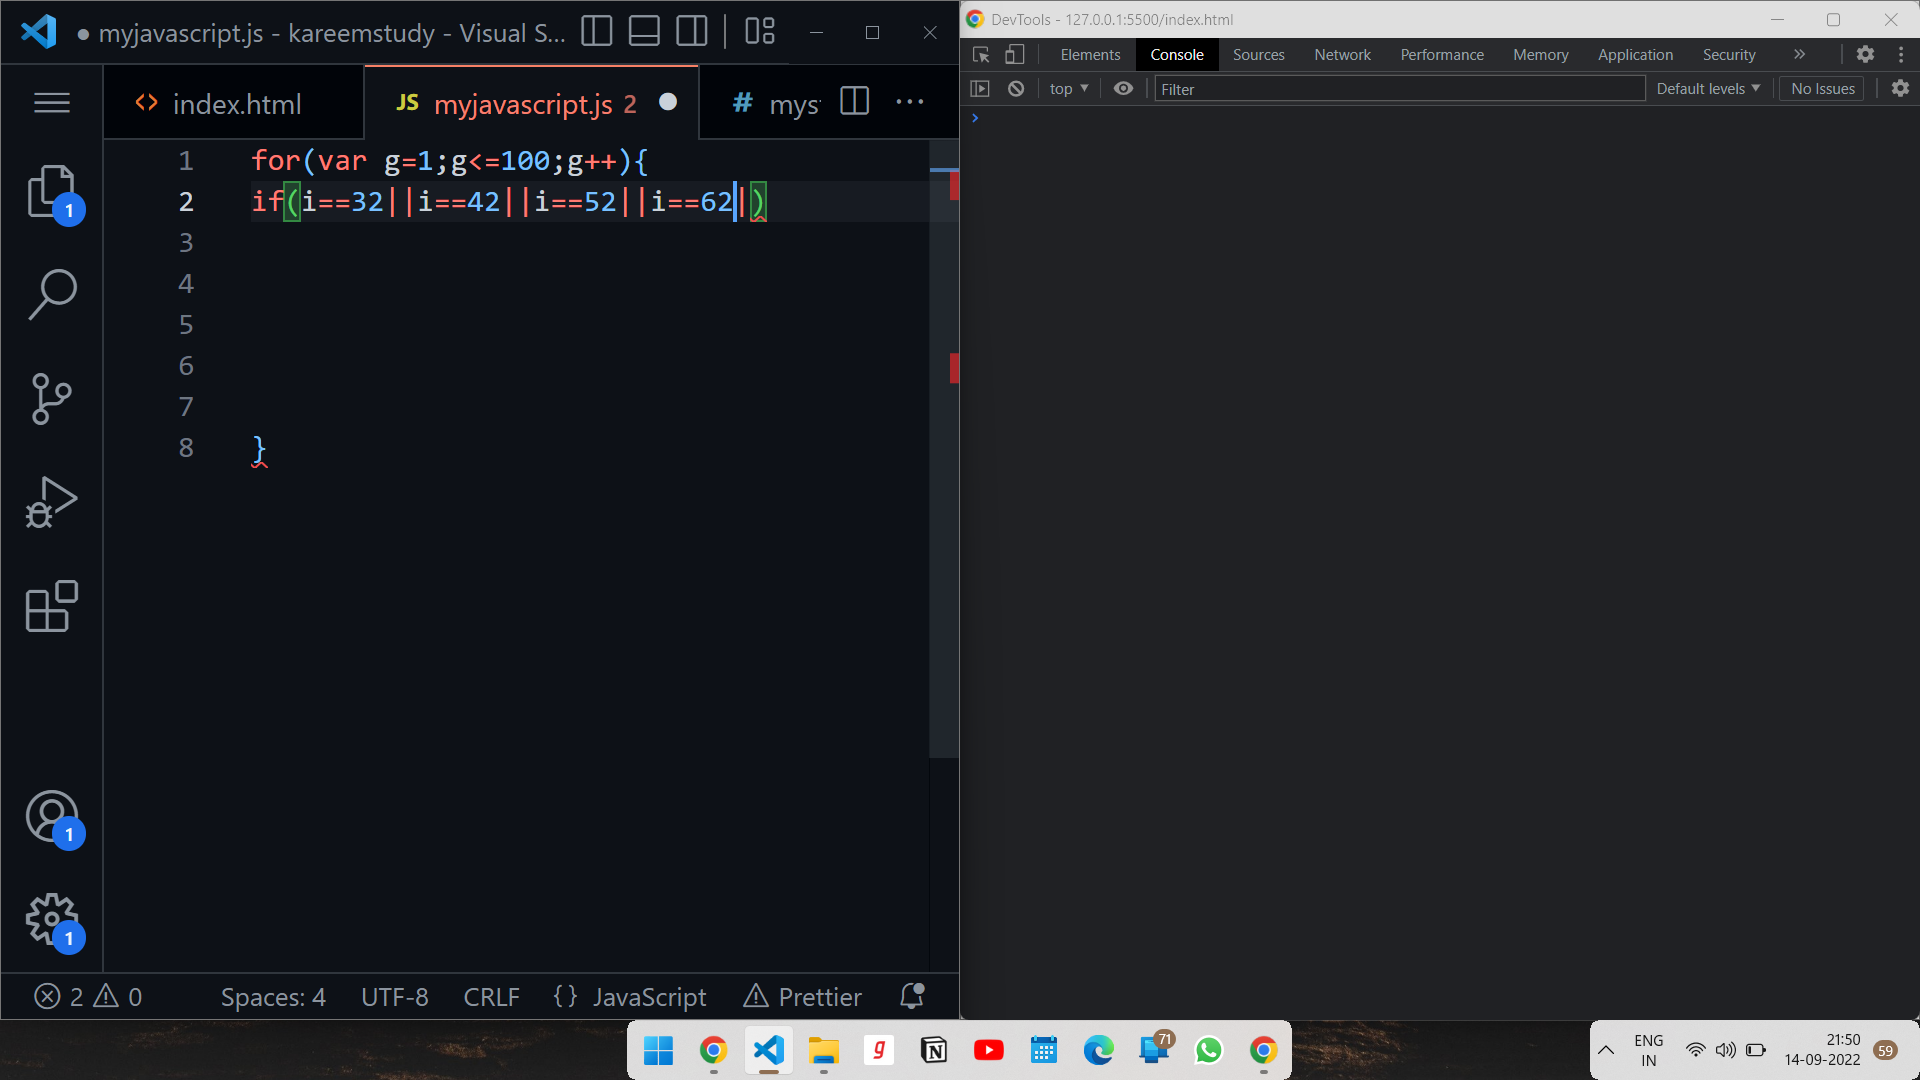 ● myjavascript.js - kareemstudy - Visual S...
index.html
JS myjavascript.js 2
# mys
1 for(var g=1;g<=100;g++){
2 if(i==32||i==42||i==52||i==62|)
3
4
5
6
7
8 }
1
1
1
2 0 Spaces: 4 UTF-8 CRLF {} JavaScript Prettier
DevTools - 127.0.0.1:5500/index.html
Elements Console Sources Network Performance Memory Application Security »
top Filter Default levels No Issues
71
ENG
IN
21:50
14-09-2022
59